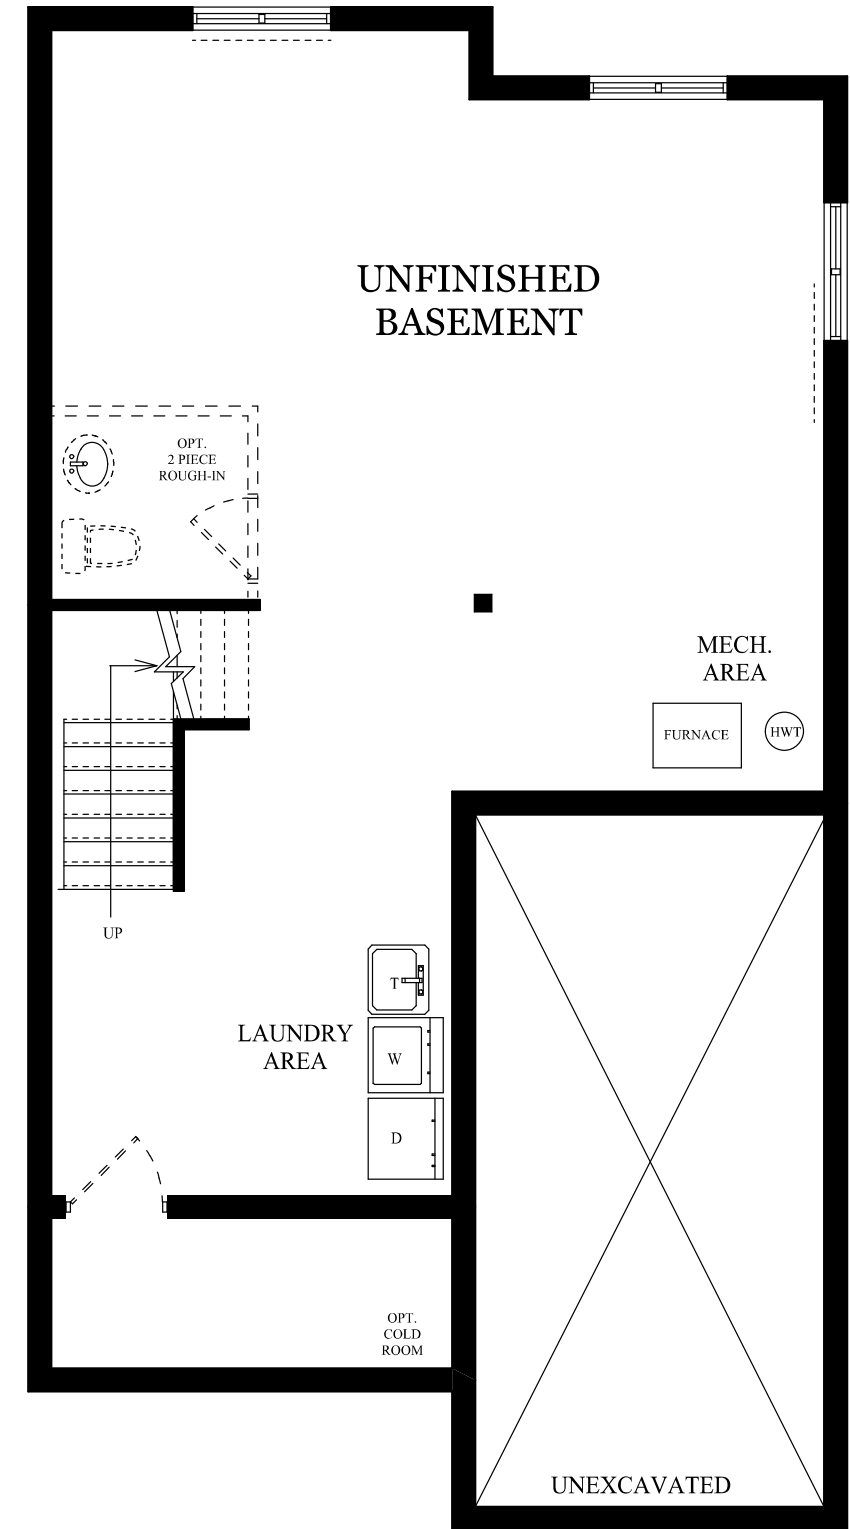 UNFINISHED
BASEMENT
OPT.
2 PIECE
ROUGH-IN
MECH.
AREA
FURNACE
HWT
UP
T
LAUNDRY
AREA
W
D
OPT.
COLD
ROOM
UNEXCAVATED